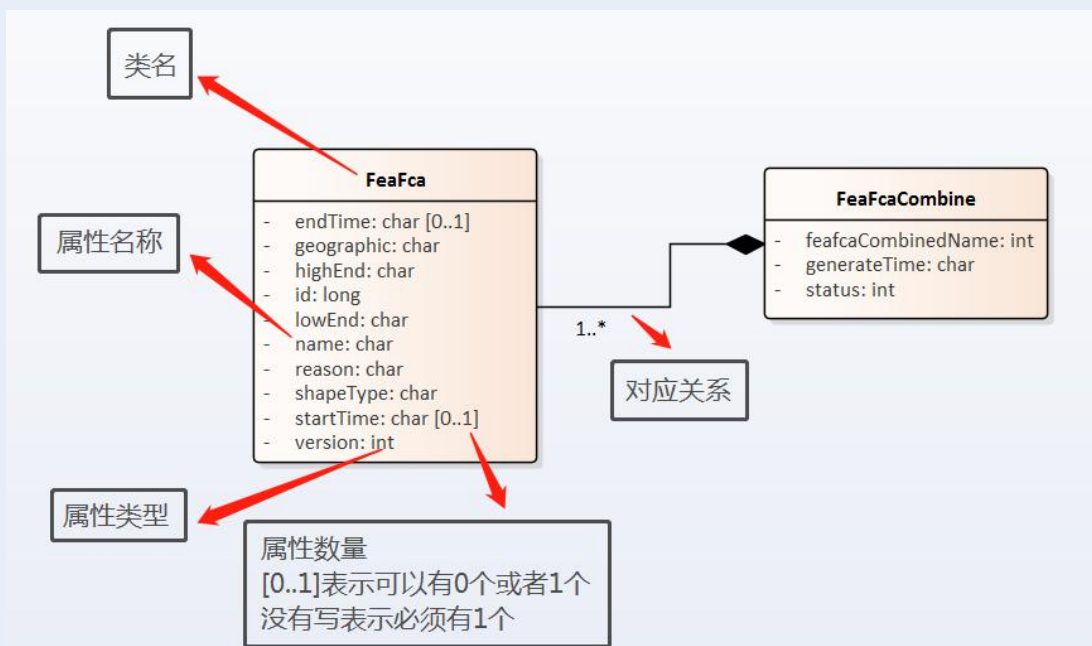 类名
FeaFca
- endTime: char [0..1]
- geographic: char
- highEnd: char
- id: long
- lowEnd: char
- name: char
- reason: char
- shapeType: char
- startTime: char [0..1]
- version: int
FeaFcaCombine
- feafcaCombinedName: int
- generateTime: char
- status: int
属性名称
1..*
对应关系
属性类型
属性数量
[0..1]表示可以有0个或者1个
没有写表示必须有1个